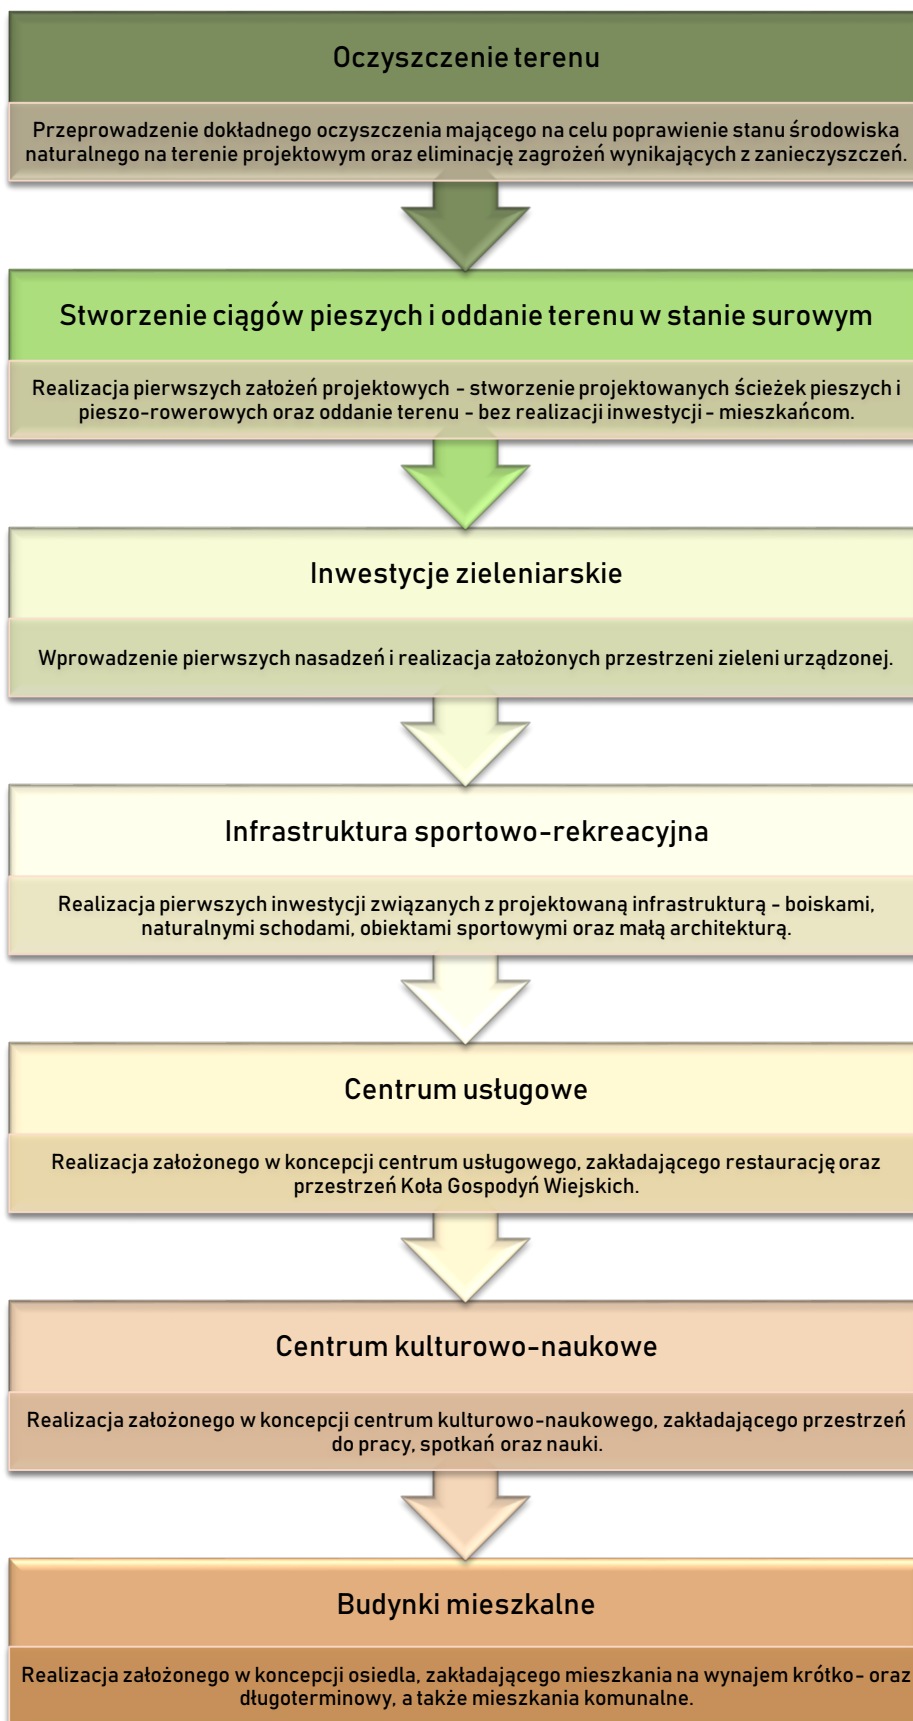 Oczyszczenie terenu
Przeprowadzenie dokładnego oczyszczenia mającego na celu poprawienie stanu środowiska
naturalnego na terenie projektowym oraz eliminację zagrożeń wynikających z zanieczyszczeń.
Stworzenie ciągów pieszych i oddanie terenu w stanie surowym
Realizacja pierwszych założeń projektowych - stworzenie projektowanych ścieżek pieszych i
pieszo-rowerowych oraz oddanie terenu - bez realizacji inwestycji - mieszkańcom.
Inwestycje zieleniarskie
Wprowadzenie pierwszych nasadzeń i realizacja założonych przestrzeni zieleni urządzonej.
Infrastruktura sportowo-rekreacyjna
Realizacja pierwszych inwestycji związanych z projektowaną infrastrukturą - boiskami,
naturalnymi schodami, obiektami sportowymi oraz małą architekturą.
Centrum usługowe
Realizacja założonego w koncepcji centrum usługowego, zakładającego restaurację oraz
przestrzeń Koła Gospodyń Wiejskich.
Centrum kulturowo-naukowe
Realizacja założonego w koncepcji centrum kulturowo-naukowego, zakładającego przestrzeń
do pracy, spotkań oraz nauki.
Budynki mieszkalne
Realizacja założonego w koncepcji osiedla, zakładającego mieszkania na wynajem krótko- oraz
długoterminowy, a także mieszkania komunalne.